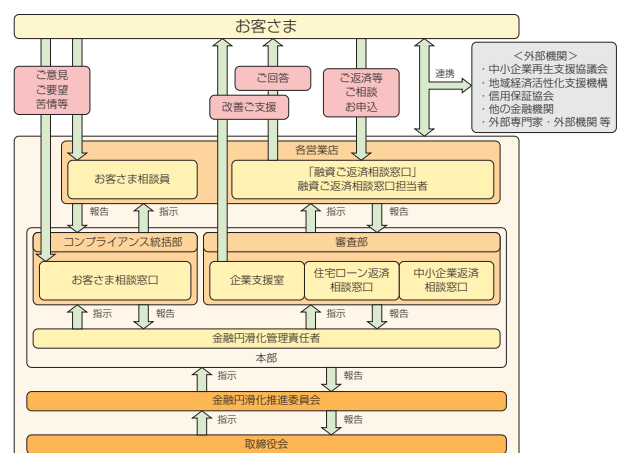 お客さま
ご意見
ご要望
苦情等
ご回答
改善ご支援
ご返済等
ご相談
お申込
連携
＜外部機関＞
・中小企業再生支援協議会
・地域経済活性化支援機構
・信用保証協会
・他の金融機関
・外部専門家・外部機関 等
各営業店
お客さま相談員
「融資ご返済相談窓口」
融資ご返済相談窓口担当者
報告
指示
指示
報告
コンプライアンス統括部
審査部
お客さま相談窓口
企業支援室
住宅ローン返済
相談窓口
中小企業返済
相談窓口
指示
報告
指示
報告
金融円滑化管理責任者
本部
指示
報告
金融円滑化推進委員会
指示
報告
取締役会